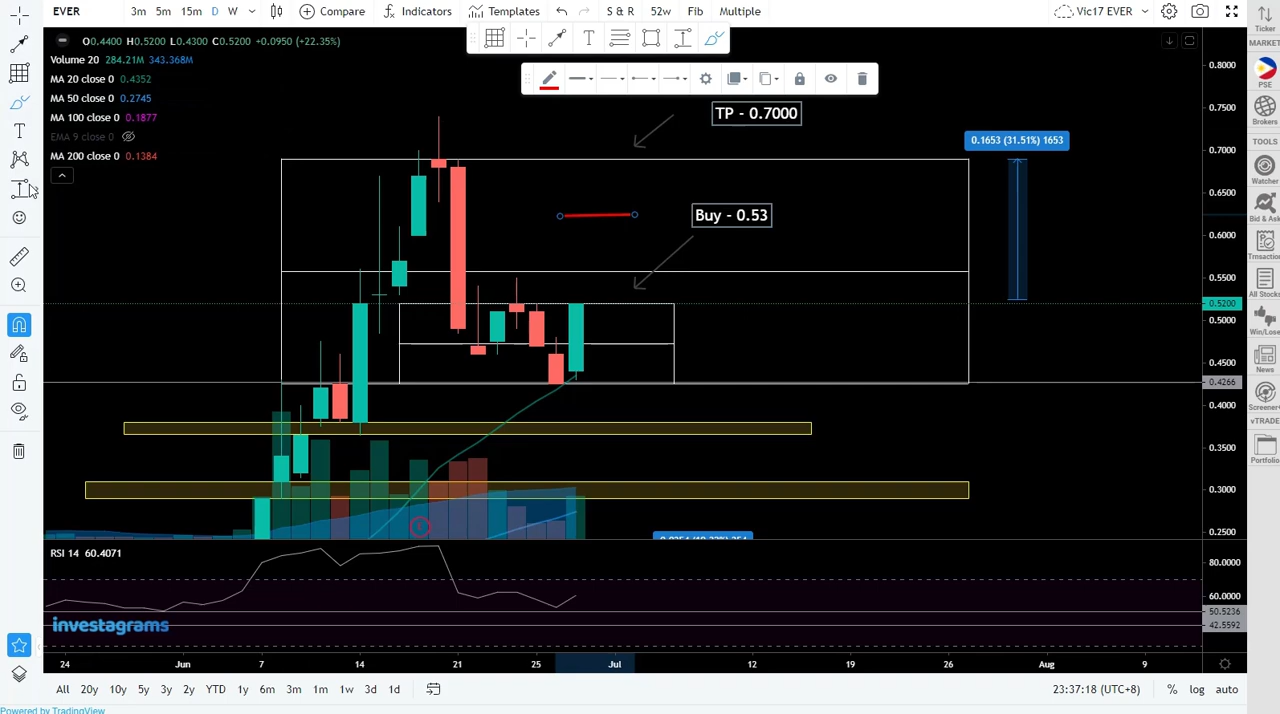 EVER 3m 5m 15m D W Compare Indicators Templates S & R 52w Fib Multiple Vic17 EVER
Ticker
O0.4400 H0.5200 L0.4300 C0.5200 +0.0950 (+22.35%)
MARKET
Volume 20 284.21M 343.368M
MA 20 close 0 0.4352
MA 50 close 0 0.2745
MA 100 close 0 0.1877
EMA 9 close 0
MA 200 close 0 0.1384
TP - 0.7000
Buy - 0.53
0.1653 (31.51%) 1653
0.8000
0.7500
0.7000
0.6500
0.6000
0.5500
0.5200
0.5000
0.4500
0.4266
0.4000
0.3500
0.3000
0.2500
PSE
Brokers
TOOLS
Watcher
Bid & Ask
All Stocks
Win/Lose
News
Screener
vTRADE
Portfolio
RSI 14 60.4071
80.0000
60.0000
50.5236
42.5592
investagrams
24 Jun 7 14 21 25 Jul 12 19 26 Aug 9
All 20y 10y 5y 3y 2y YTD 1y 6m 3m 1m 1w 3d 1d 23:37:18 (UTC+8) % log auto
Powered by TradingView